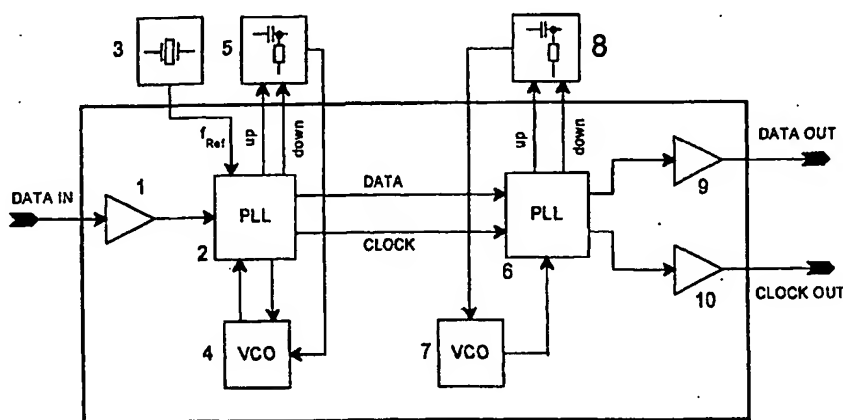 3
5
8
f Ref
up
down
up
down
DATA IN
1
PLL
2
DATA
CLOCK
PLL
6
9
DATA OUT
10
CLOCK OUT
4
VCO
7
VCO